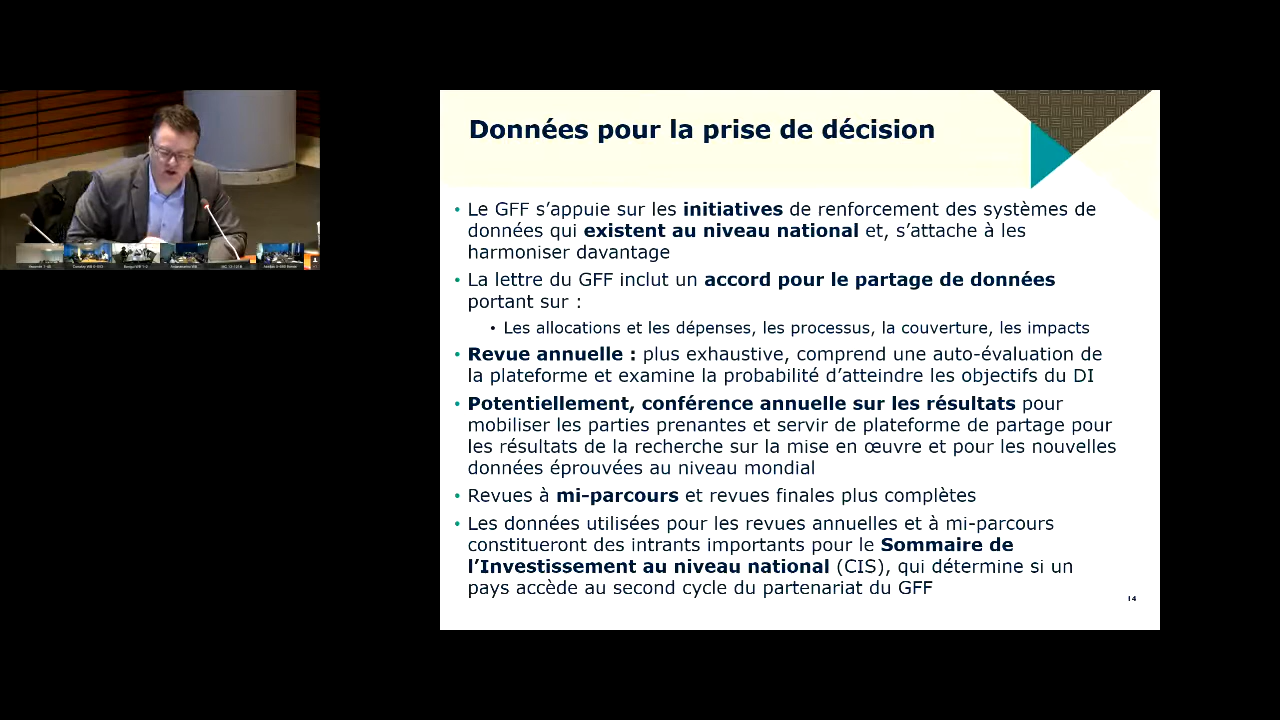 Données pour la prise de décision
• Le GFF s’appuie sur les initiatives de renforcement des systèmes de
données qui existent au niveau national et, s’attache à les
harmoniser davantage
• La lettre du GFF inclut un accord pour le partage de données
portant sur :
• Les allocations et les dépenses, les processus, la couverture, les impacts
• Revue annuelle : plus exhaustive, comprend une auto-évaluation de
la plateforme et examine la probabilité d’atteindre les objectifs du DI
• Potentiellement, conférence annuelle sur les résultats pour
mobiliser les parties prenantes et servir de plateforme de partage pour
les résultats de la recherche sur la mise en œuvre et pour les nouvelles
données éprouvées au niveau mondial
• Revues à mi-parcours et revues finales plus complètes
• Les données utilisées pour les revues annuelles et à mi-parcours
constitueront des intrants importants pour le Sommaire de
l’Investissement au niveau national (CIS), qui détermine si un
pays accède au second cycle du partenariat du GFF
14